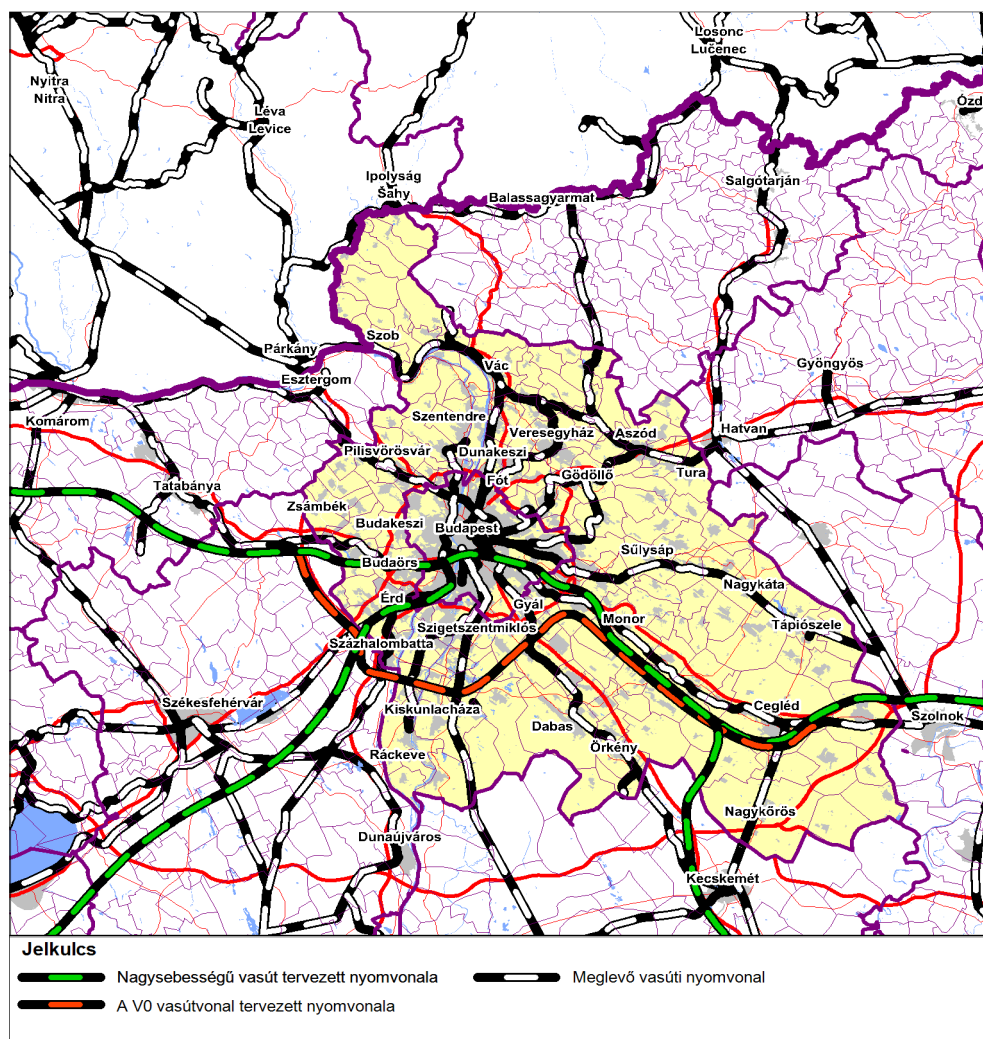 Losonc
Lučenec
Nyitra
Nitra
Ózd
Léva
Levice
Ipolyság
Šahy
Salgótarján
Balassagyarmat
Szob
Párkány
Vác
Gyöngyös
Esztergom
Komárom
Szentendre
Veresegyház
Aszód
Hatvan
Pilisvörösvár
Dunakeszi
Tura
Gödöllő
Fót
Tatabánya
Zsámbék
Budakeszi
Budapest
Sűlysáp
Budaörs
Nagykáta
Érd
Gyál
Monor
Szigetszentmiklós
Tápiószele
Százhalombatta
Székesfehérvár
Kiskunlacháza
Cegléd
Szolnok
Dabas
Ráckeve
Örkény
Nagykőrös
Dunaújváros
Kecskemét
Jelkulcs
Nagysebességű vasút tervezett nyomvonala
Meglevő vasúti nyomvonal
A V0 vasútvonal tervezett nyomvonala